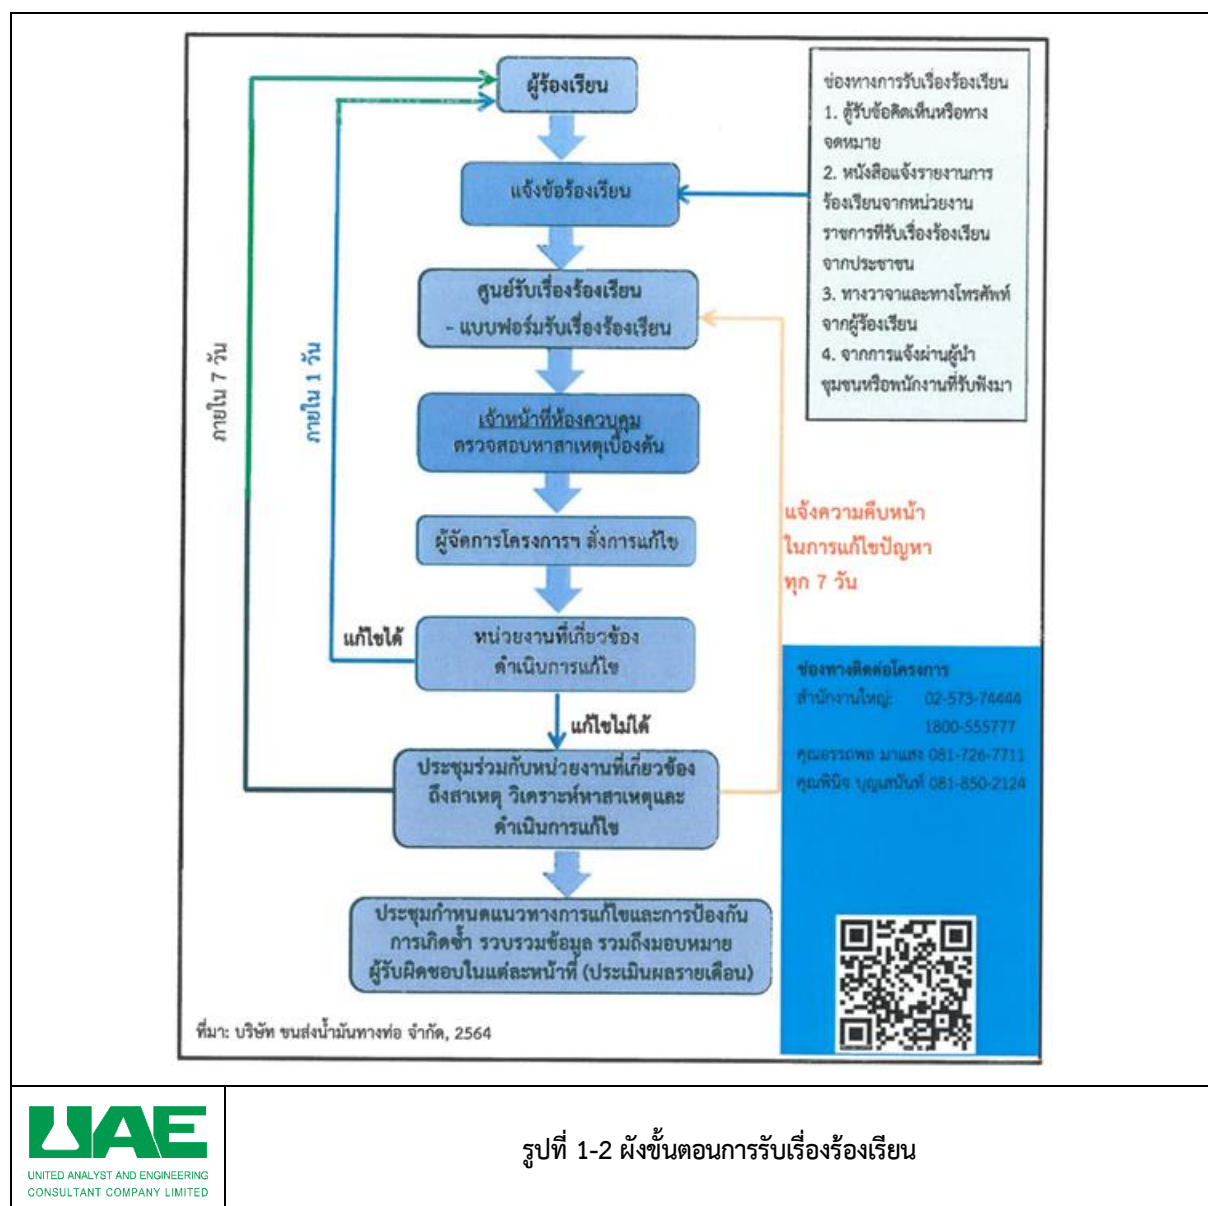 ผู้ร้องเรียน
แจ้งข้อร้องเรียน
ศูนย์รับเรื่องร้องเรียน
- แบบฟอร์มรับเรื่องร้องเรียน
เจ้าหน้าที่ห้องควบคุม
ตรวจสอบหาสาเหตุเบื้องต้น
ผู้จัดการโครงการฯ สั่งการแก้ไข
หน่วยงานที่เกี่ยวข้อง
ดำเนินการแก้ไข
แก้ไขได้
แก้ไขไม่ได้
ประชุมร่วมกับหน่วยงานที่เกี่ยวข้อง
ถึงสาเหตุ วิเคราะห์หาสาเหตุและ
ดำเนินการแก้ไข
ประชุมกำหนดแนวทางการแก้ไขและการป้องกัน
การเกิดซ้ำ รวบรวมข้อมูล รวมถึงมอบหมาย
ผู้รับผิดชอบในแต่ละหน้าที่ (ประเมินผลรายเดือน)
ภายใน 7 วัน
ภายใน 1 วัน
ช่องทางการรับเรื่องร้องเรียน
1. ตู้รับข้อคิดเห็นหรือทาง
จดหมาย
2. หนังสือแจ้งรายงานการ
ร้องเรียนจากหน่วยงาน
ราชการที่รับเรื่องร้องเรียน
จากประชาชน
3. ทางวาจาและทางโทรศัพท์
จากผู้ร้องเรียน
4. จากการแจ้งผ่านผู้นำ
ชุมชนหรือพนักงานที่รับฟังมา
แจ้งความคืบหน้า
ในการแก้ไขปัญหา
ทุก 7 วัน
ช่องทางติดต่อโครงการ
สำนักงานใหญ่: 02-573-74444
1800-555777
คุณอรรถพล มาแสง 081-726-7711
คุณพินิจ บุญเสนันท์ 081-850-2124
ที่มา: บริษัท ขนส่งน้ำมันทางท่อ จำกัด, 2564
UAE
UNITED ANALYST AND ENGINEERING
CONSULTANT COMPANY LIMITED
รูปที่ 1-2 ผังขั้นตอนการรับเรื่องร้องเรียน